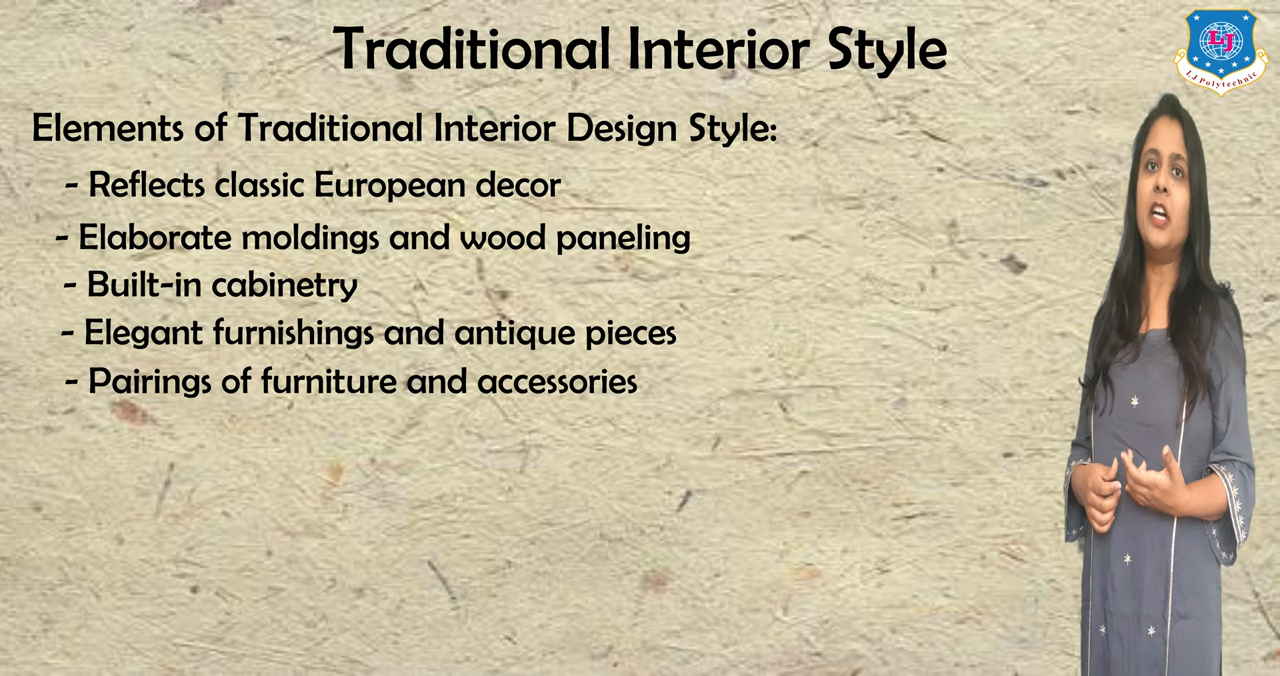 Traditional Interior Style
LJ
LJ Polytechnic
Elements of Traditional Interior Design Style:
- Reflects classic European decor
- Elaborate moldings and wood paneling
- Built-in cabinetry
- Elegant furnishings and antique pieces
- Pairings of furniture and accessories